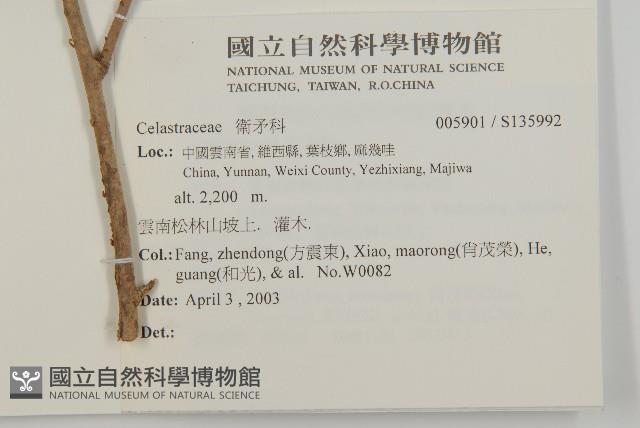 國立自然科學博物館
NATIONAL MUSEUM OF NATURAL SCIENCE
TAICHUNG, TAIWAN, R.O.CHINA
Celastraceae 衛矛科 005901 / S135992
Loc.: 中國雲南省, 維西縣, 葉枝鄉, 麻幾哇
China, Yunnan, Weixi County, Yezhixiang, Majiwa
alt. 2,200 m.
雲南松林山坡上. 灌木.
Col.: Fang, zhendong(方震東), Xiao, maorong(肖茂榮), He,
guang(和光), & al. No.W0082
Date: April 3 , 2003
Det.:
國立自然科學博物館
NATIONAL MUSEUM OF NATURAL SCIENCE